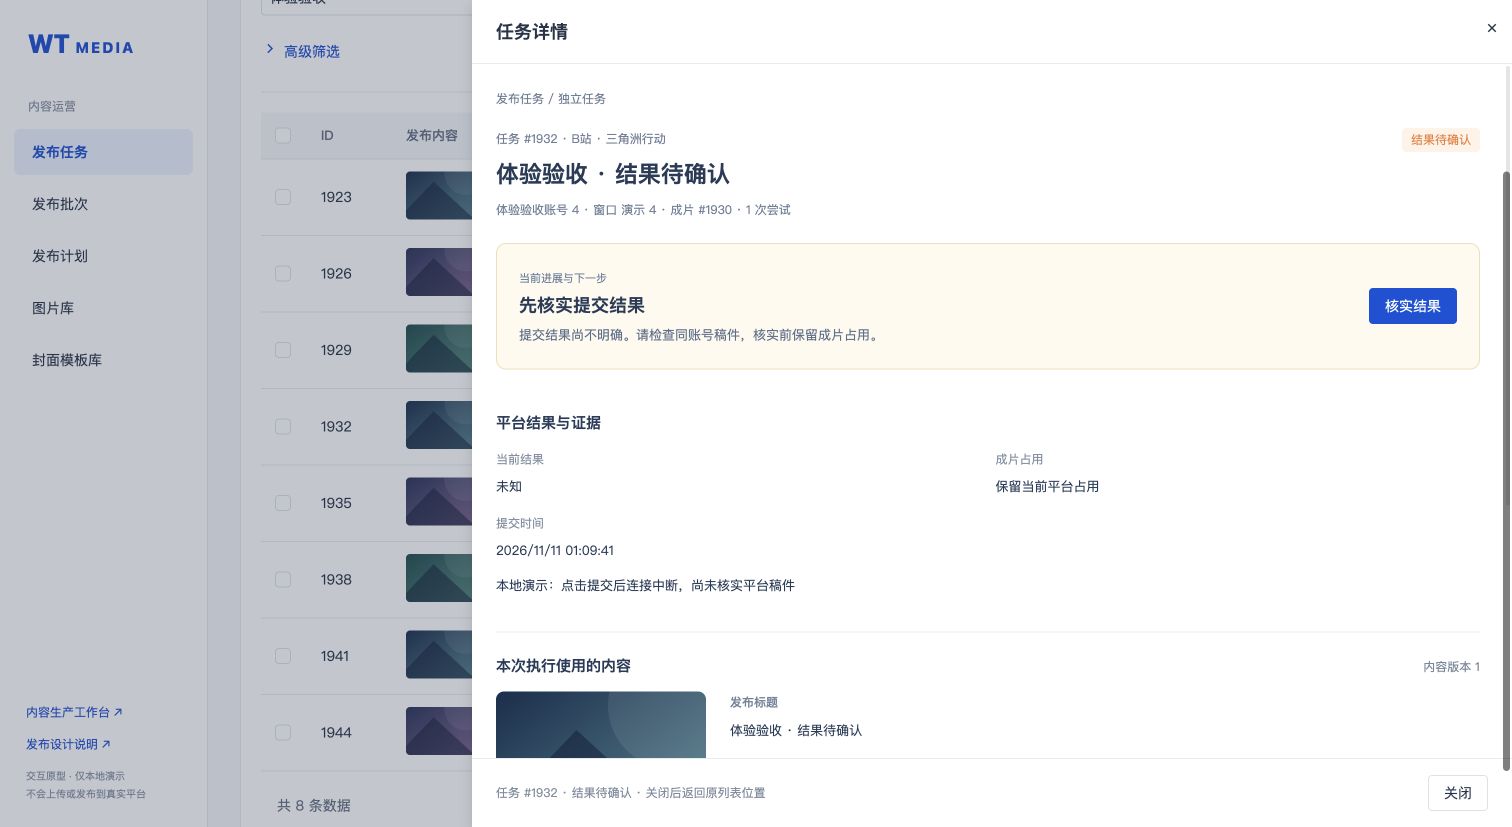 WT MEDIA
内容运营
发布任务
发布批次
发布计划
图片库
封面模板库
内容生产工作台 ↗
发布设计说明 ↗
交互原型 · 仅本地演示
不会上传或发布到真实平台
高级筛选
ID 发布内容
1923
1926
1929
1932
1935
1938
1941
1944
共 8 条数据
任务详情
发布任务 / 独立任务
任务 #1932 · B站 · 三角洲行动
结果待确认
体验验收 · 结果待确认
体验验收账号 4 · 窗口 演示 4 · 成片 #1930 · 1 次尝试
当前进展与下一步
先核实提交结果
提交结果尚不明确。请检查同账号稿件，核实前保留成片占用。
核实结果
平台结果与证据
当前结果
未知
成片占用
保留当前平台占用
提交时间
2026/11/11 01:09:41
本地演示：点击提交后连接中断，尚未核实平台稿件
本次执行使用的内容
内容版本 1
发布标题
体验验收 · 结果待确认
任务 #1932 · 结果待确认 · 关闭后返回原列表位置
关闭